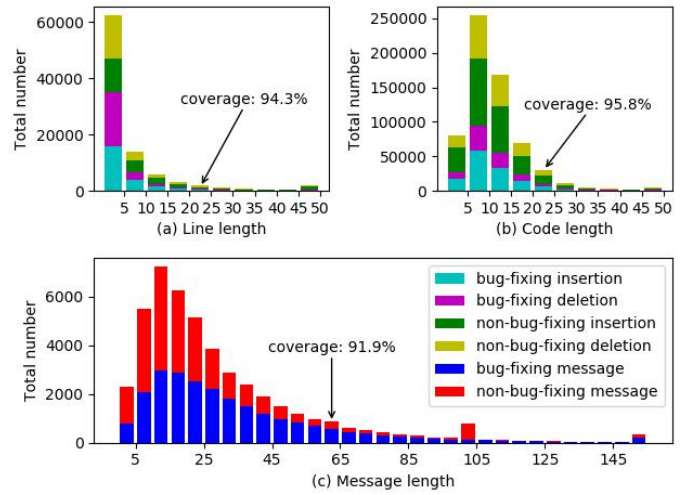 60000
40000
20000
0
Total number
coverage: 94.3%
5 10 15 20 25 30 35 40 45 50
(a) Line length
250000
200000
150000
100000
50000
0
Total number
coverage: 95.8%
5 10 15 20 25 30 35 40 45 50
(b) Code length
6000
4000
2000
0
Total number
coverage: 91.9%
bug-fixing insertion
bug-fixing deletion
non-bug-fixing insertion
non-bug-fixing deletion
bug-fixing message
non-bug-fixing message
5 25 45 65 85 105 125 145
(c) Message length